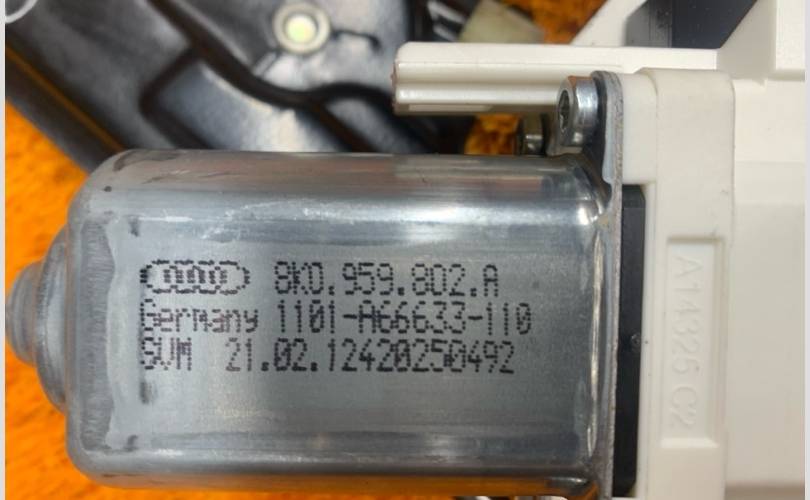 8K0.959.802.A
Germany 1101-A66633-110
SVM 21.02.12420250492
A14325 C2